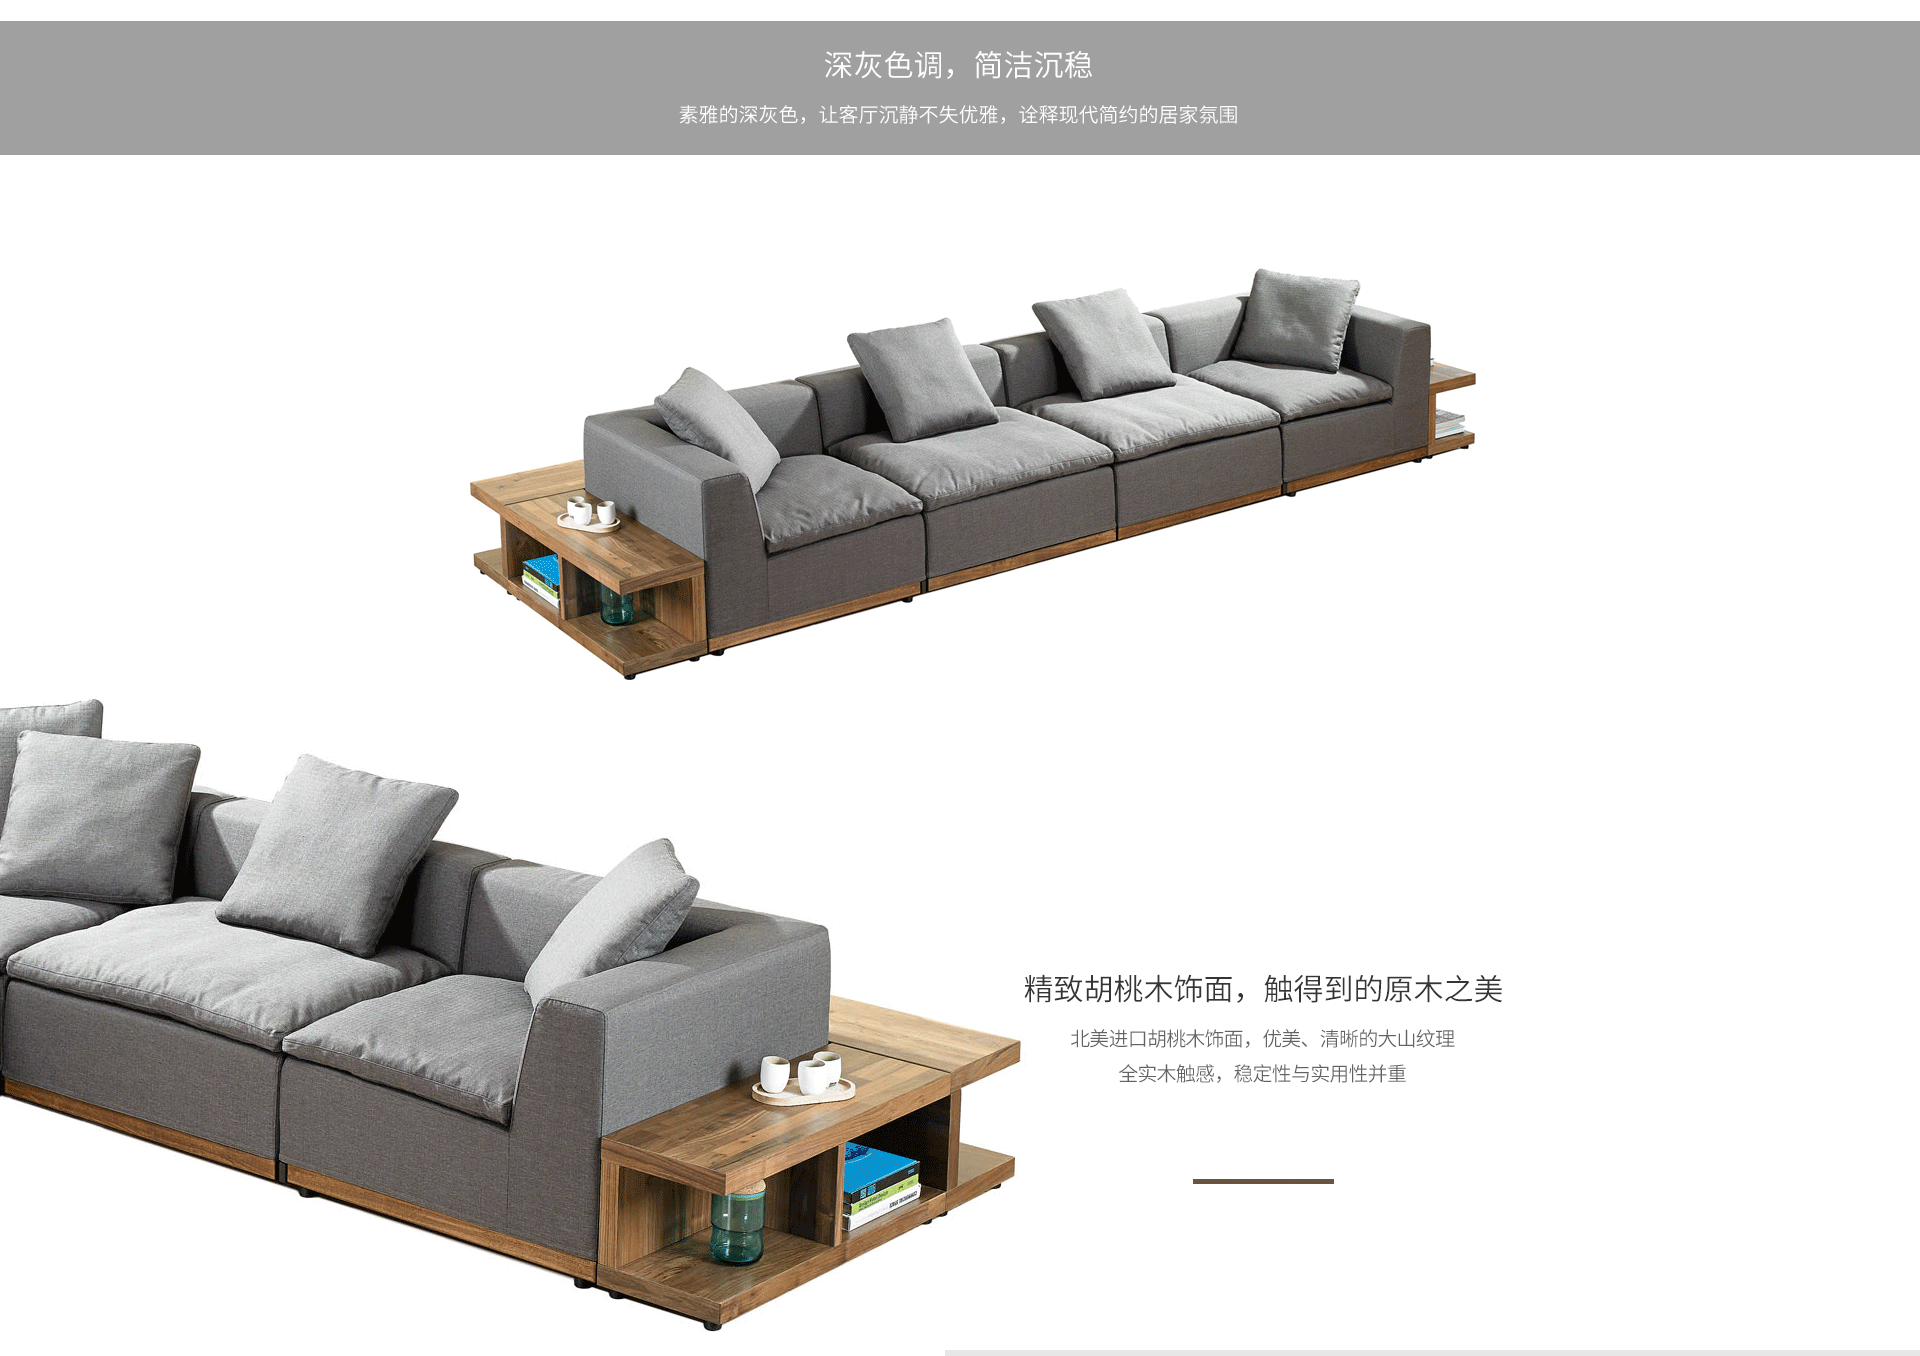 深灰色调，简洁沉稳
素雅的深灰色，让客厅沉静不失优雅，诠释现代简约的居家氛围
精致胡桃木饰面，触得到的原木之美
北美进口胡桃木饰面，优美、清晰的大山纹理
全实木触感，稳定性与实用性并重